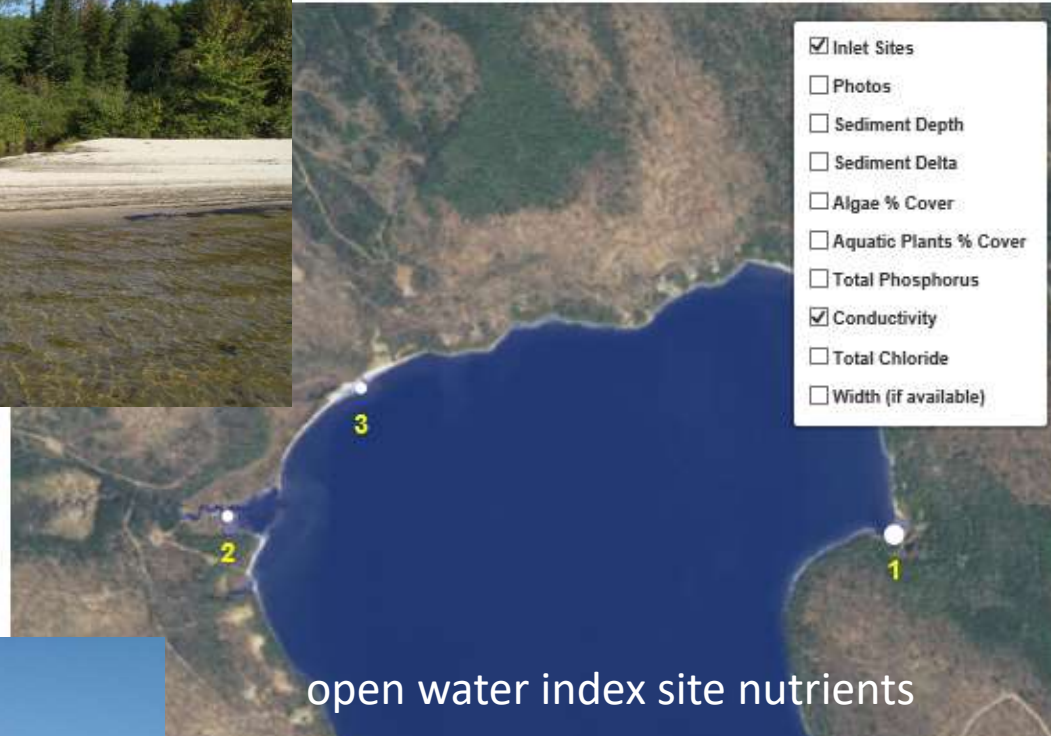 Inlet Sites
Photos
Sediment Depth
Sediment Delta
Algae % Cover
Aquatic Plants % Cover
Total Phosphorus
Conductivity
Total Chloride
Width (if available)
3
2
1
open water index site nutrients